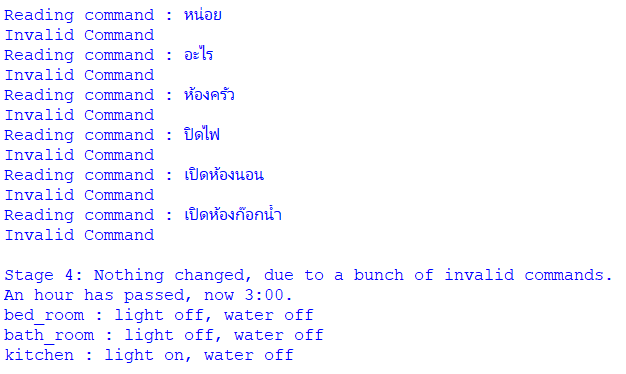 Reading command : หน่อย
Invalid Command
Reading command : อะไร
Invalid Command
Reading command : ห้องครัว
Invalid Command
Reading command : ปิดไฟ
Invalid Command
Reading command : เปิดห้องนอน
Invalid Command
Reading command : เปิดห้องก๊อกน้ำ
Invalid Command
Stage 4: Nothing changed, due to a bunch of invalid commands.
An hour has passed, now 3:00.
bed_room : light off, water off
bath_room : light off, water off
kitchen : light on, water off